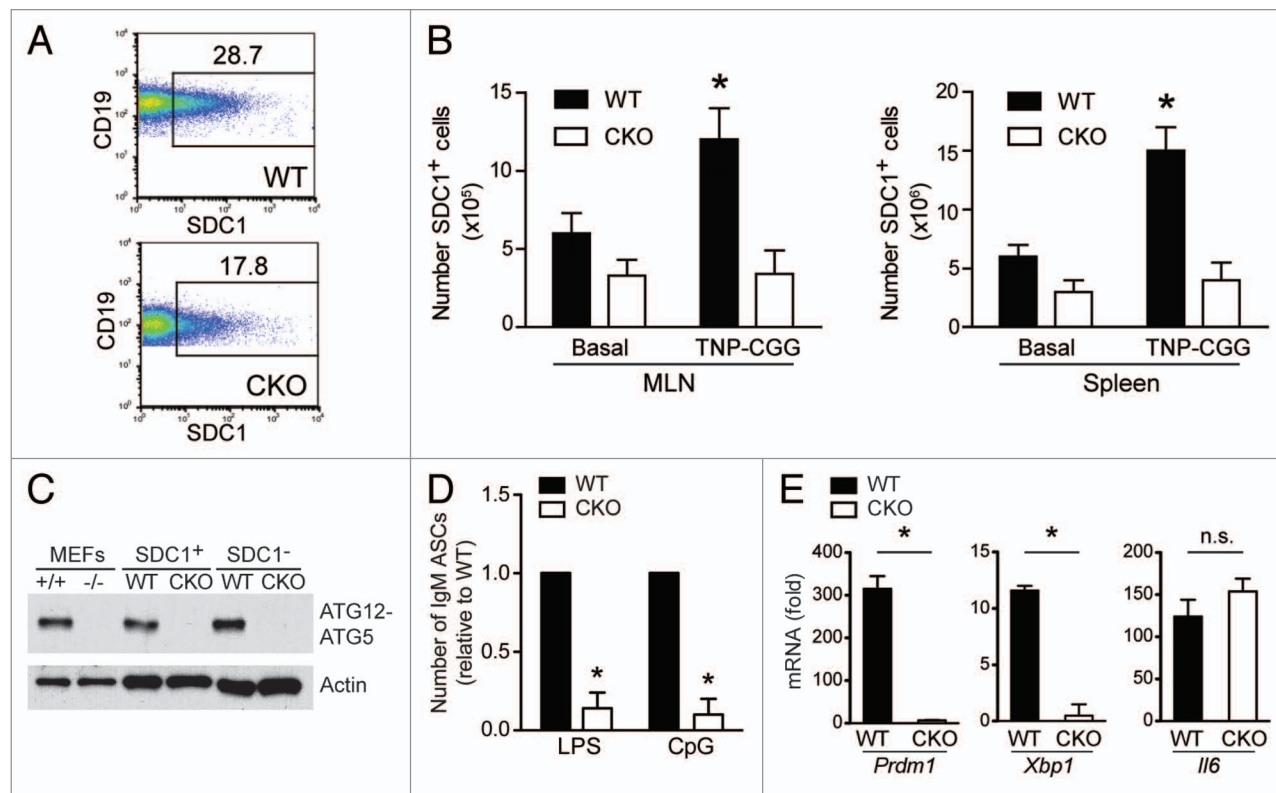 A
28.7
CD19
10⁴
10³
10²
10¹
10⁰
WT
10⁰ 10¹ 10² 10³ 10⁴
SDC1
17.8
CD19
10⁴
10³
10²
10¹
10⁰
CKO
10⁰ 10¹ 10² 10³ 10⁴
SDC1
B
Number SDC1⁺ cells
(x10⁵)
15
10
5
0
WT
CKO
*
Basal TNP-CGG
MLN
Number SDC1⁺ cells
(x10⁶)
20
15
10
5
0
WT
CKO
*
Basal TNP-CGG
Spleen
C
MEFs SDC1⁺ SDC1⁻
+/+ -/- WT CKO WT CKO
ATG12-
ATG5
Actin
D
WT
CKO
Number of IgM ASCs
(relative to WT)
1.5
1.0
0.5
0.0
* *
LPS CpG
E
WT
CKO
mRNA (fold)
400
300
200
100
0
*
WT CKO
Prdm1
15
10
5
0
*
WT CKO
Xbp1
200
150
100
50
0
n.s.
WT CKO
Il6